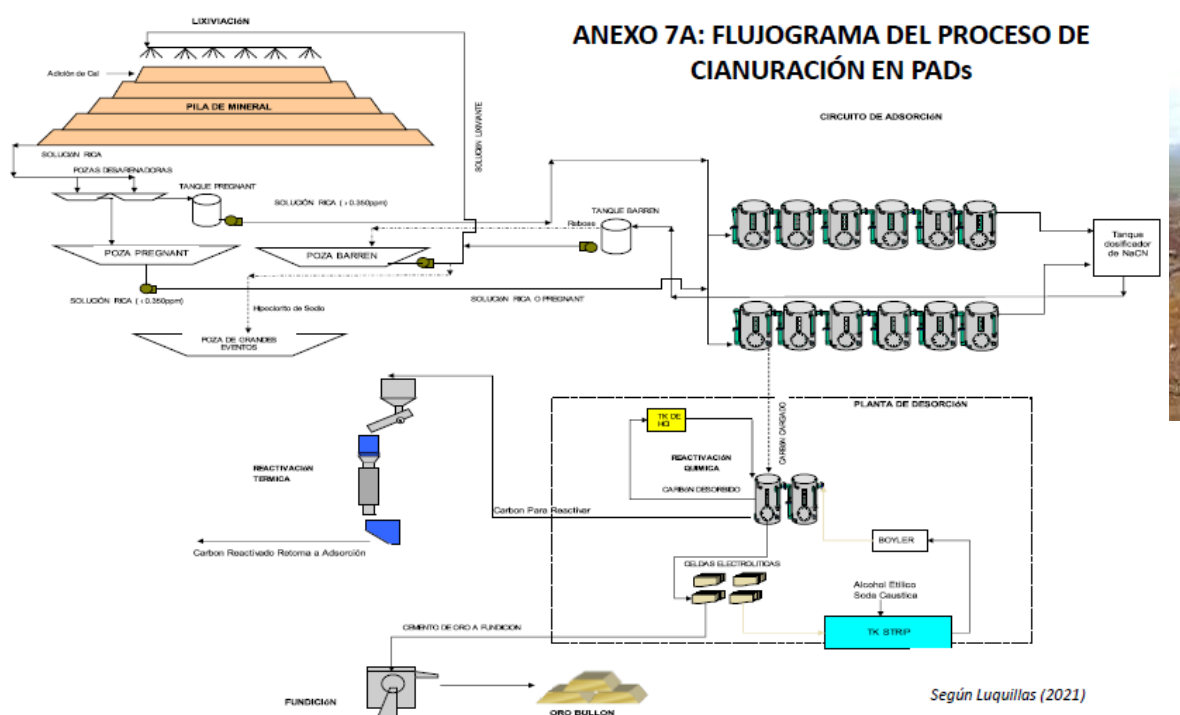 ANEXO 7A: FLUJOGRAMA DEL PROCESO DE
CIANURACIÓN EN PADs
LIXIVIACIóN
Adición de Cal
PILA DE MINERAL
SOLUCIóN RICA
POZAS DESARENADORAS
TANQUE PREGNANT
SOLUCIÓN RICA ( › 0.350ppm)
SOLUCIóN LIXIVIANTE
POZA PREGNANT
POZA BARREN
Rebose
TANQUE BARREN
SOLUCIÓN RICA ( ‹ 0.350ppm)
SOLUCIóN RICA O PREGNANT
Hipoclorito de Sodio
POZA DE GRANDES
EVENTOS
CIRCUITO DE ADSORCIóN
Tanque
dosificador
de NaCN
CARBóN CARGADO
PLANTA DE DESORCIóN
TK DE
HCl
REACTIVACIóN
QUIMICA
CARBóN DESORBIDO
REACTIVACIóN
TERMICA
Carbon Para Reactivar
Carbon Reactivado Retorna a Adsorción
BOYLER
CELDAS ELECTROLITICAS
Alcohol Etílico
Soda Caustica
TK STRIP
CEMENTO DE ORO A FUNDICION
FUNDICIóN
ORO BULLON
Según Luquillas (2021)